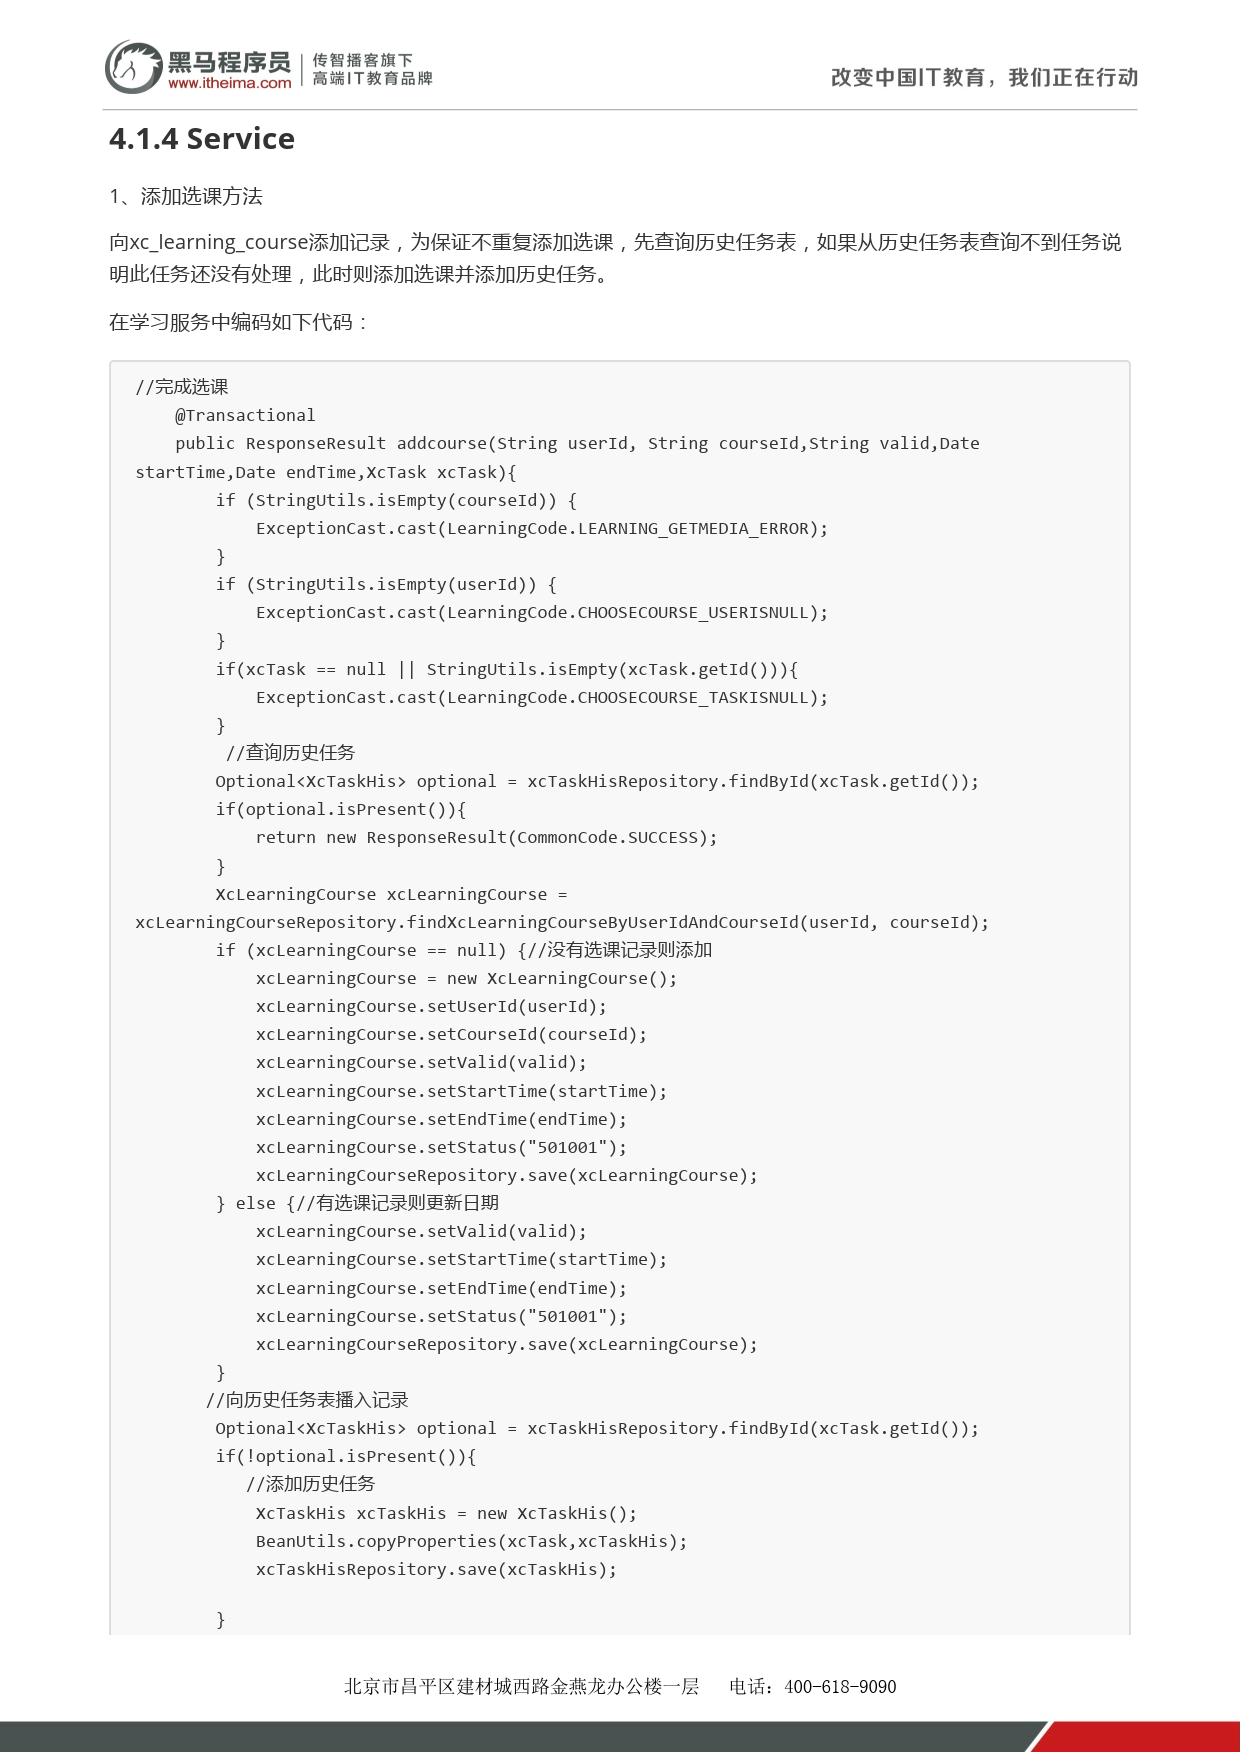 黑马程序员
www.itheima.com
传智播客旗下
高端IT教育品牌
改变中国IT教育，我们正在行动
4.1.4 Service
1、添加选课方法
向xc_learning_course添加记录，为保证不重复添加选课，先查询历史任务表，如果从历史任务表查询不到任务说
明此任务还没有处理，此时则添加选课并添加历史任务。
在学习服务中编码如下代码：
//完成选课
    @Transactional
    public ResponseResult addcourse(String userId, String courseId,String valid,Date
startTime,Date endTime,XcTask xcTask){
        if (StringUtils.isEmpty(courseId)) {
            ExceptionCast.cast(LearningCode.LEARNING_GETMEDIA_ERROR);
        }
        if (StringUtils.isEmpty(userId)) {
            ExceptionCast.cast(LearningCode.CHOOSECOURSE_USERISNULL);
        }
        if(xcTask == null || StringUtils.isEmpty(xcTask.getId())){
            ExceptionCast.cast(LearningCode.CHOOSECOURSE_TASKISNULL);
        }
         //查询历史任务
        Optional<XcTaskHis> optional = xcTaskHisRepository.findById(xcTask.getId());
        if(optional.isPresent()){
            return new ResponseResult(CommonCode.SUCCESS);
        }
        XcLearningCourse xcLearningCourse =
xcLearningCourseRepository.findXcLearningCourseByUserIdAndCourseId(userId, courseId);
        if (xcLearningCourse == null) {//没有选课记录则添加
            xcLearningCourse = new XcLearningCourse();
            xcLearningCourse.setUserId(userId);
            xcLearningCourse.setCourseId(courseId);
            xcLearningCourse.setValid(valid);
            xcLearningCourse.setStartTime(startTime);
            xcLearningCourse.setEndTime(endTime);
            xcLearningCourse.setStatus("501001");
            xcLearningCourseRepository.save(xcLearningCourse);
        } else {//有选课记录则更新日期
            xcLearningCourse.setValid(valid);
            xcLearningCourse.setStartTime(startTime);
            xcLearningCourse.setEndTime(endTime);
            xcLearningCourse.setStatus("501001");
            xcLearningCourseRepository.save(xcLearningCourse);
        }
       //向历史任务表播入记录
        Optional<XcTaskHis> optional = xcTaskHisRepository.findById(xcTask.getId());
        if(!optional.isPresent()){
           //添加历史任务
            XcTaskHis xcTaskHis = new XcTaskHis();
            BeanUtils.copyProperties(xcTask,xcTaskHis);
            xcTaskHisRepository.save(xcTaskHis);
        }
北京市昌平区建材城西路金燕龙办公楼一层 电话：400-618-9090